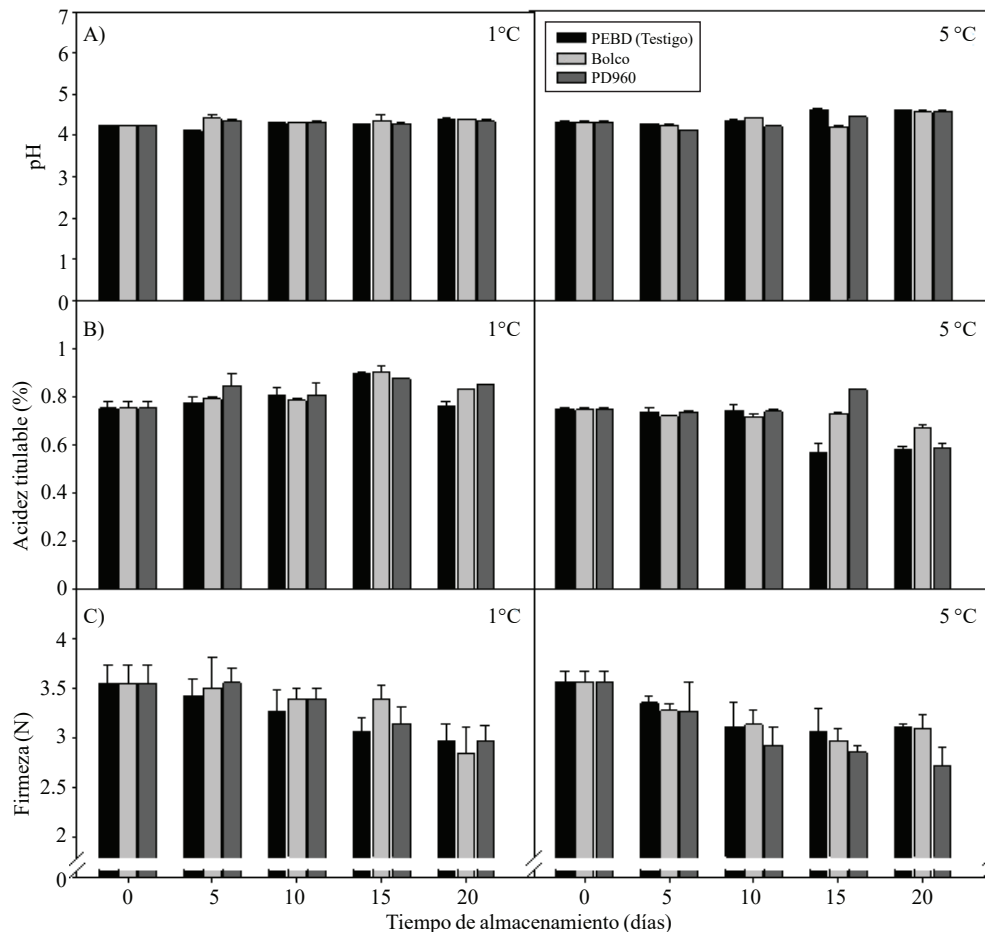 A)
1°C
5 °C
PEBD (Testigo)
Bolco
PD960
7
6
5
4
3
2
1
0
pH
B)
1°C
5 °C
1
0.8
0.6
0.4
0.2
0
Acidez titulable (%)
C)
1°C
5 °C
4
3.5
3
2.5
2
0
Firmeza (N)
0 5 10 15 20 0 5 10 15 20
Tiempo de almacenamiento (días)